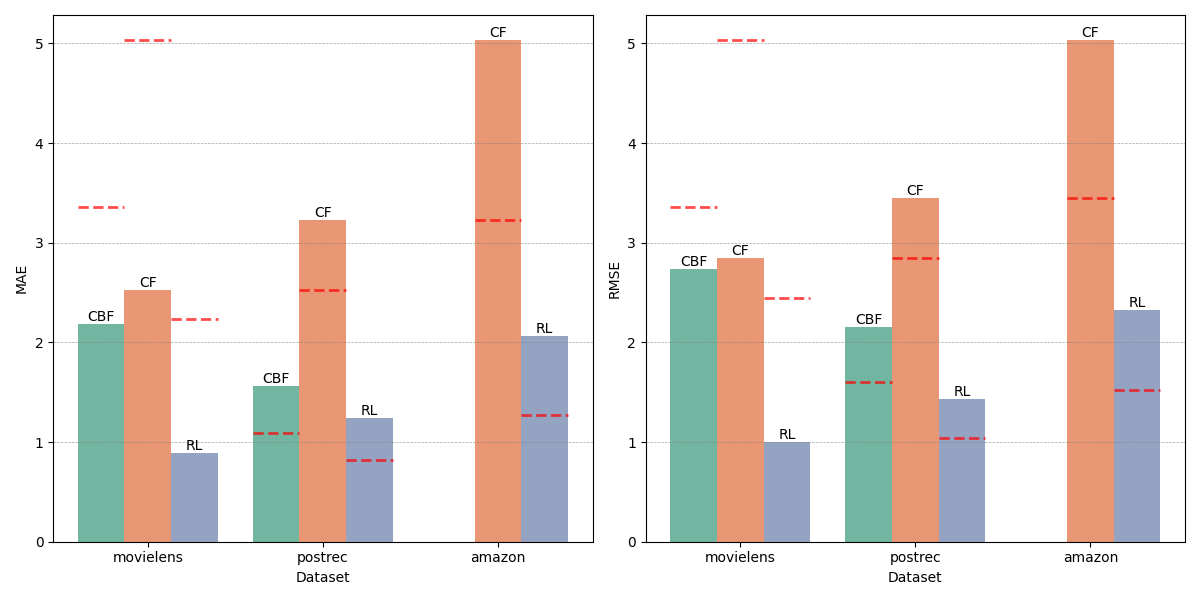 MAE
5
4
3
2
1
0
CBF
CF
RL
CBF
CF
RL
CF
RL
movielens
postrec
amazon
Dataset
RMSE
5
4
3
2
1
0
CBF
CF
RL
CBF
CF
RL
CF
RL
movielens
postrec
amazon
Dataset